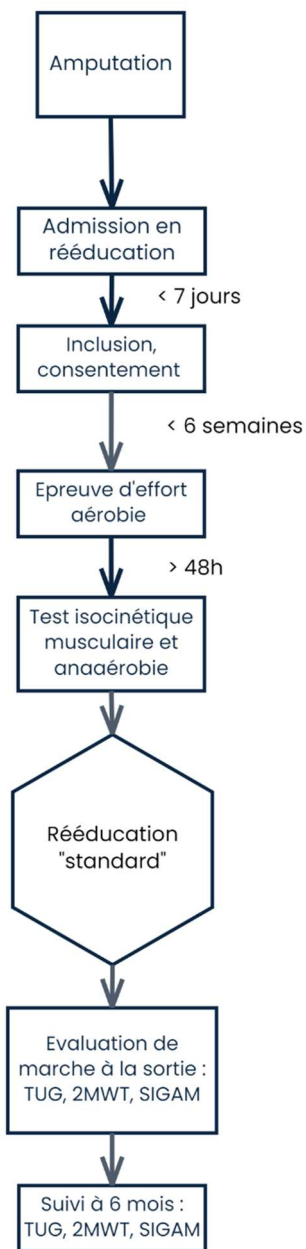 Amputation
Admission en
rééducation
< 7 jours
Inclusion,
consentement
< 6 semaines
Epreuve d'effort
aérobie
> 48h
Test isocinétique
musculaire et
anaaérobie
Rééducation
"standard"
Evaluation de
marche à la sortie :
TUG, 2MWT, SIGAM
Suivi à 6 mois :
TUG, 2MWT, SIGAM